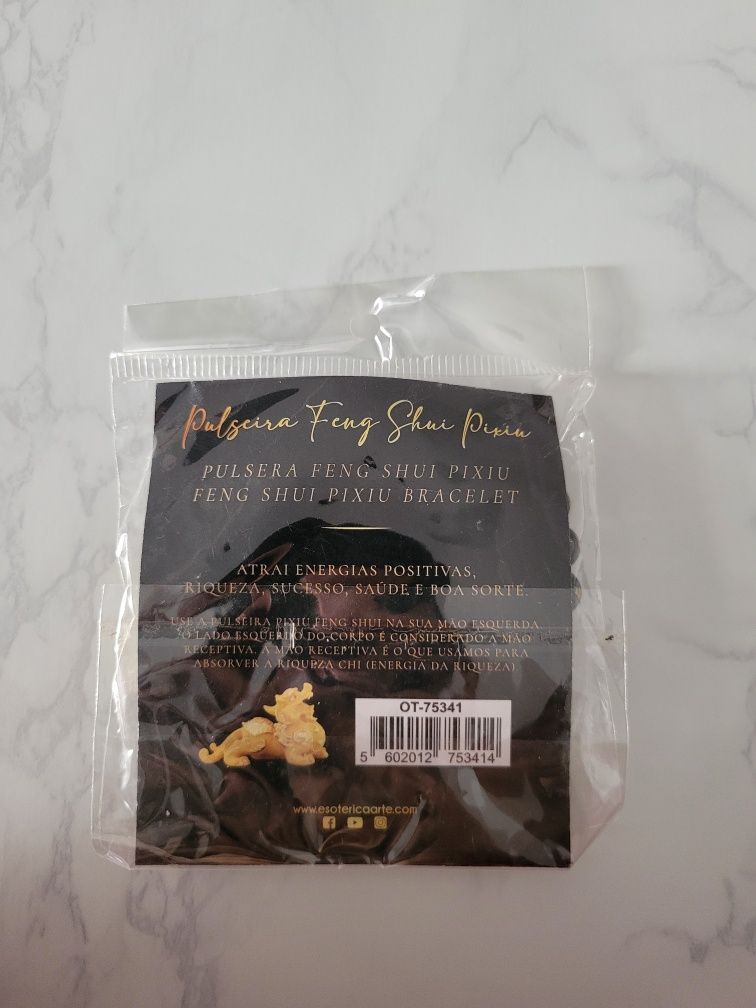 Pulseira Feng Shui Pixiu
PULSERA FENG SHUI PIXIU
FENG SHUI PIXIU BRACELET
ATRAI ENERGIAS POSITIVAS,
RIQUEZA, SUCESSO, SAÚDE E BOA SORTE.
USE A PULSEIRA PIXIU FENG SHUI NA SUA MÃO ESQUERDA.
O LADO ESQUERDO DO CORPO É CONSIDERADO A MÃO
RECEPTIVA. A MÃO RECEPTIVA É O QUE USAMOS PARA
ABSORVER A RIQUEZA CHI (ENERGIA DA RIQUEZA)
OT-75341
5 602012 753414
www.esotericaarte.com